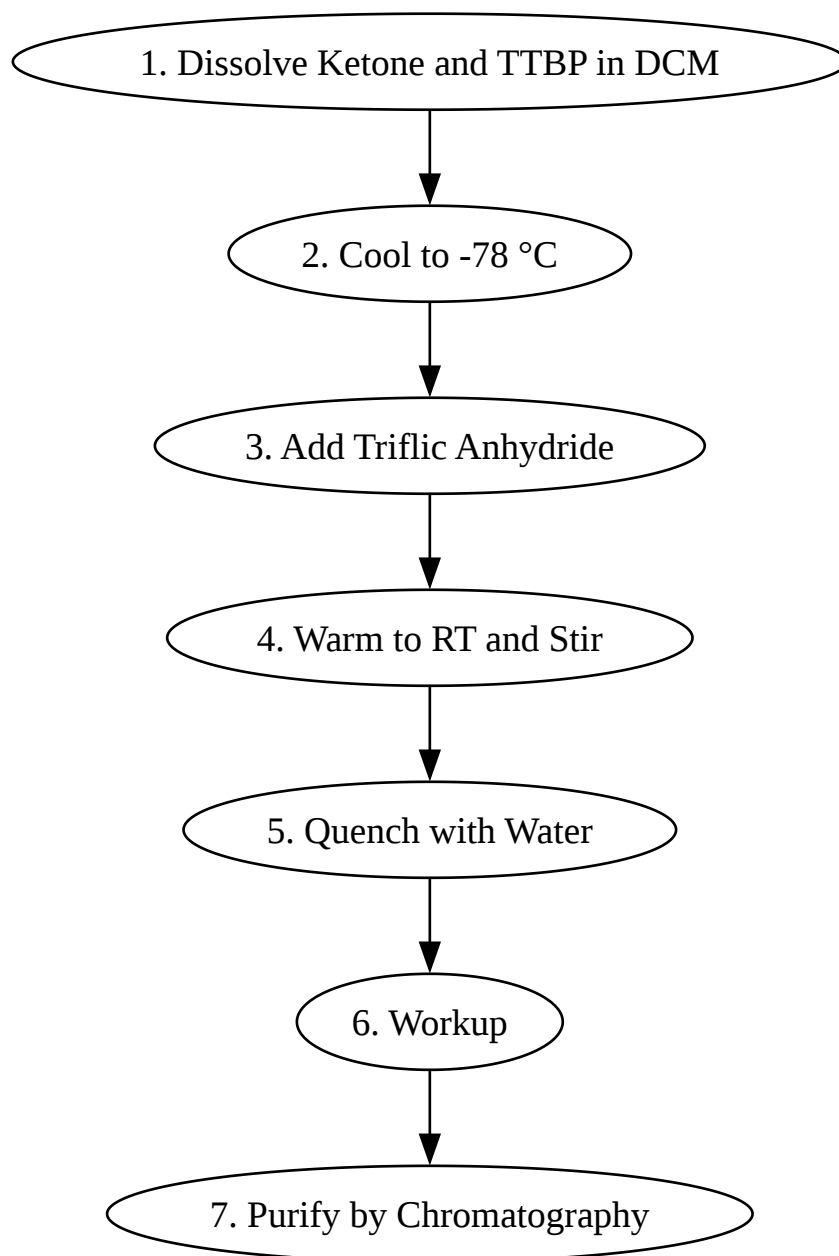 1. Dissolve Ketone and TTBP in DCM
2. Cool to -78 °C
3. Add Triflic Anhydride
4. Warm to RT and Stir
5. Quench with Water
6. Workup
7. Purify by Chromatography